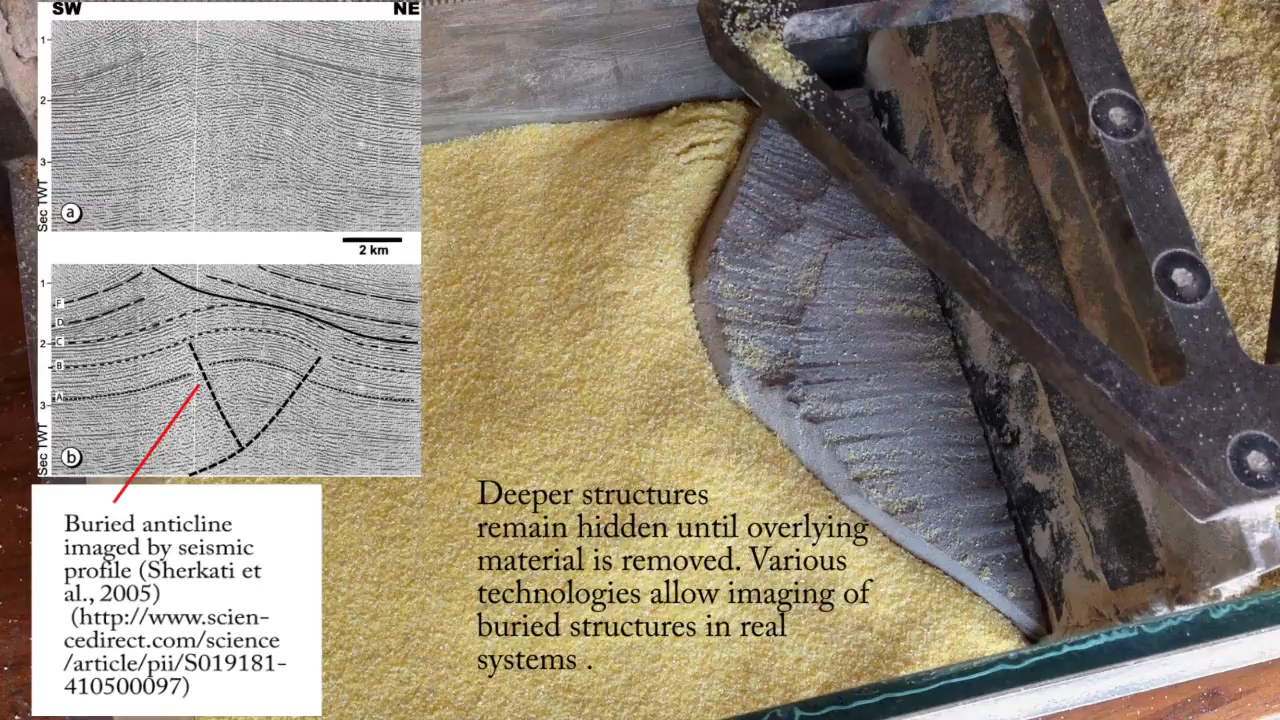 SW NE
1
2
3
Sec TWT
a
2 km
1
F
D
2
C
B
A
3
Sec TWT
b
Buried anticline
imaged by seismic
profile (Sherkati et
al., 2005)
(http://www.scien-
cedirect.com/science
/article/pii/S019181-
410500097)
Deeper structures
remain hidden until overlying
material is removed. Various
technologies allow imaging of
buried structures in real
systems .